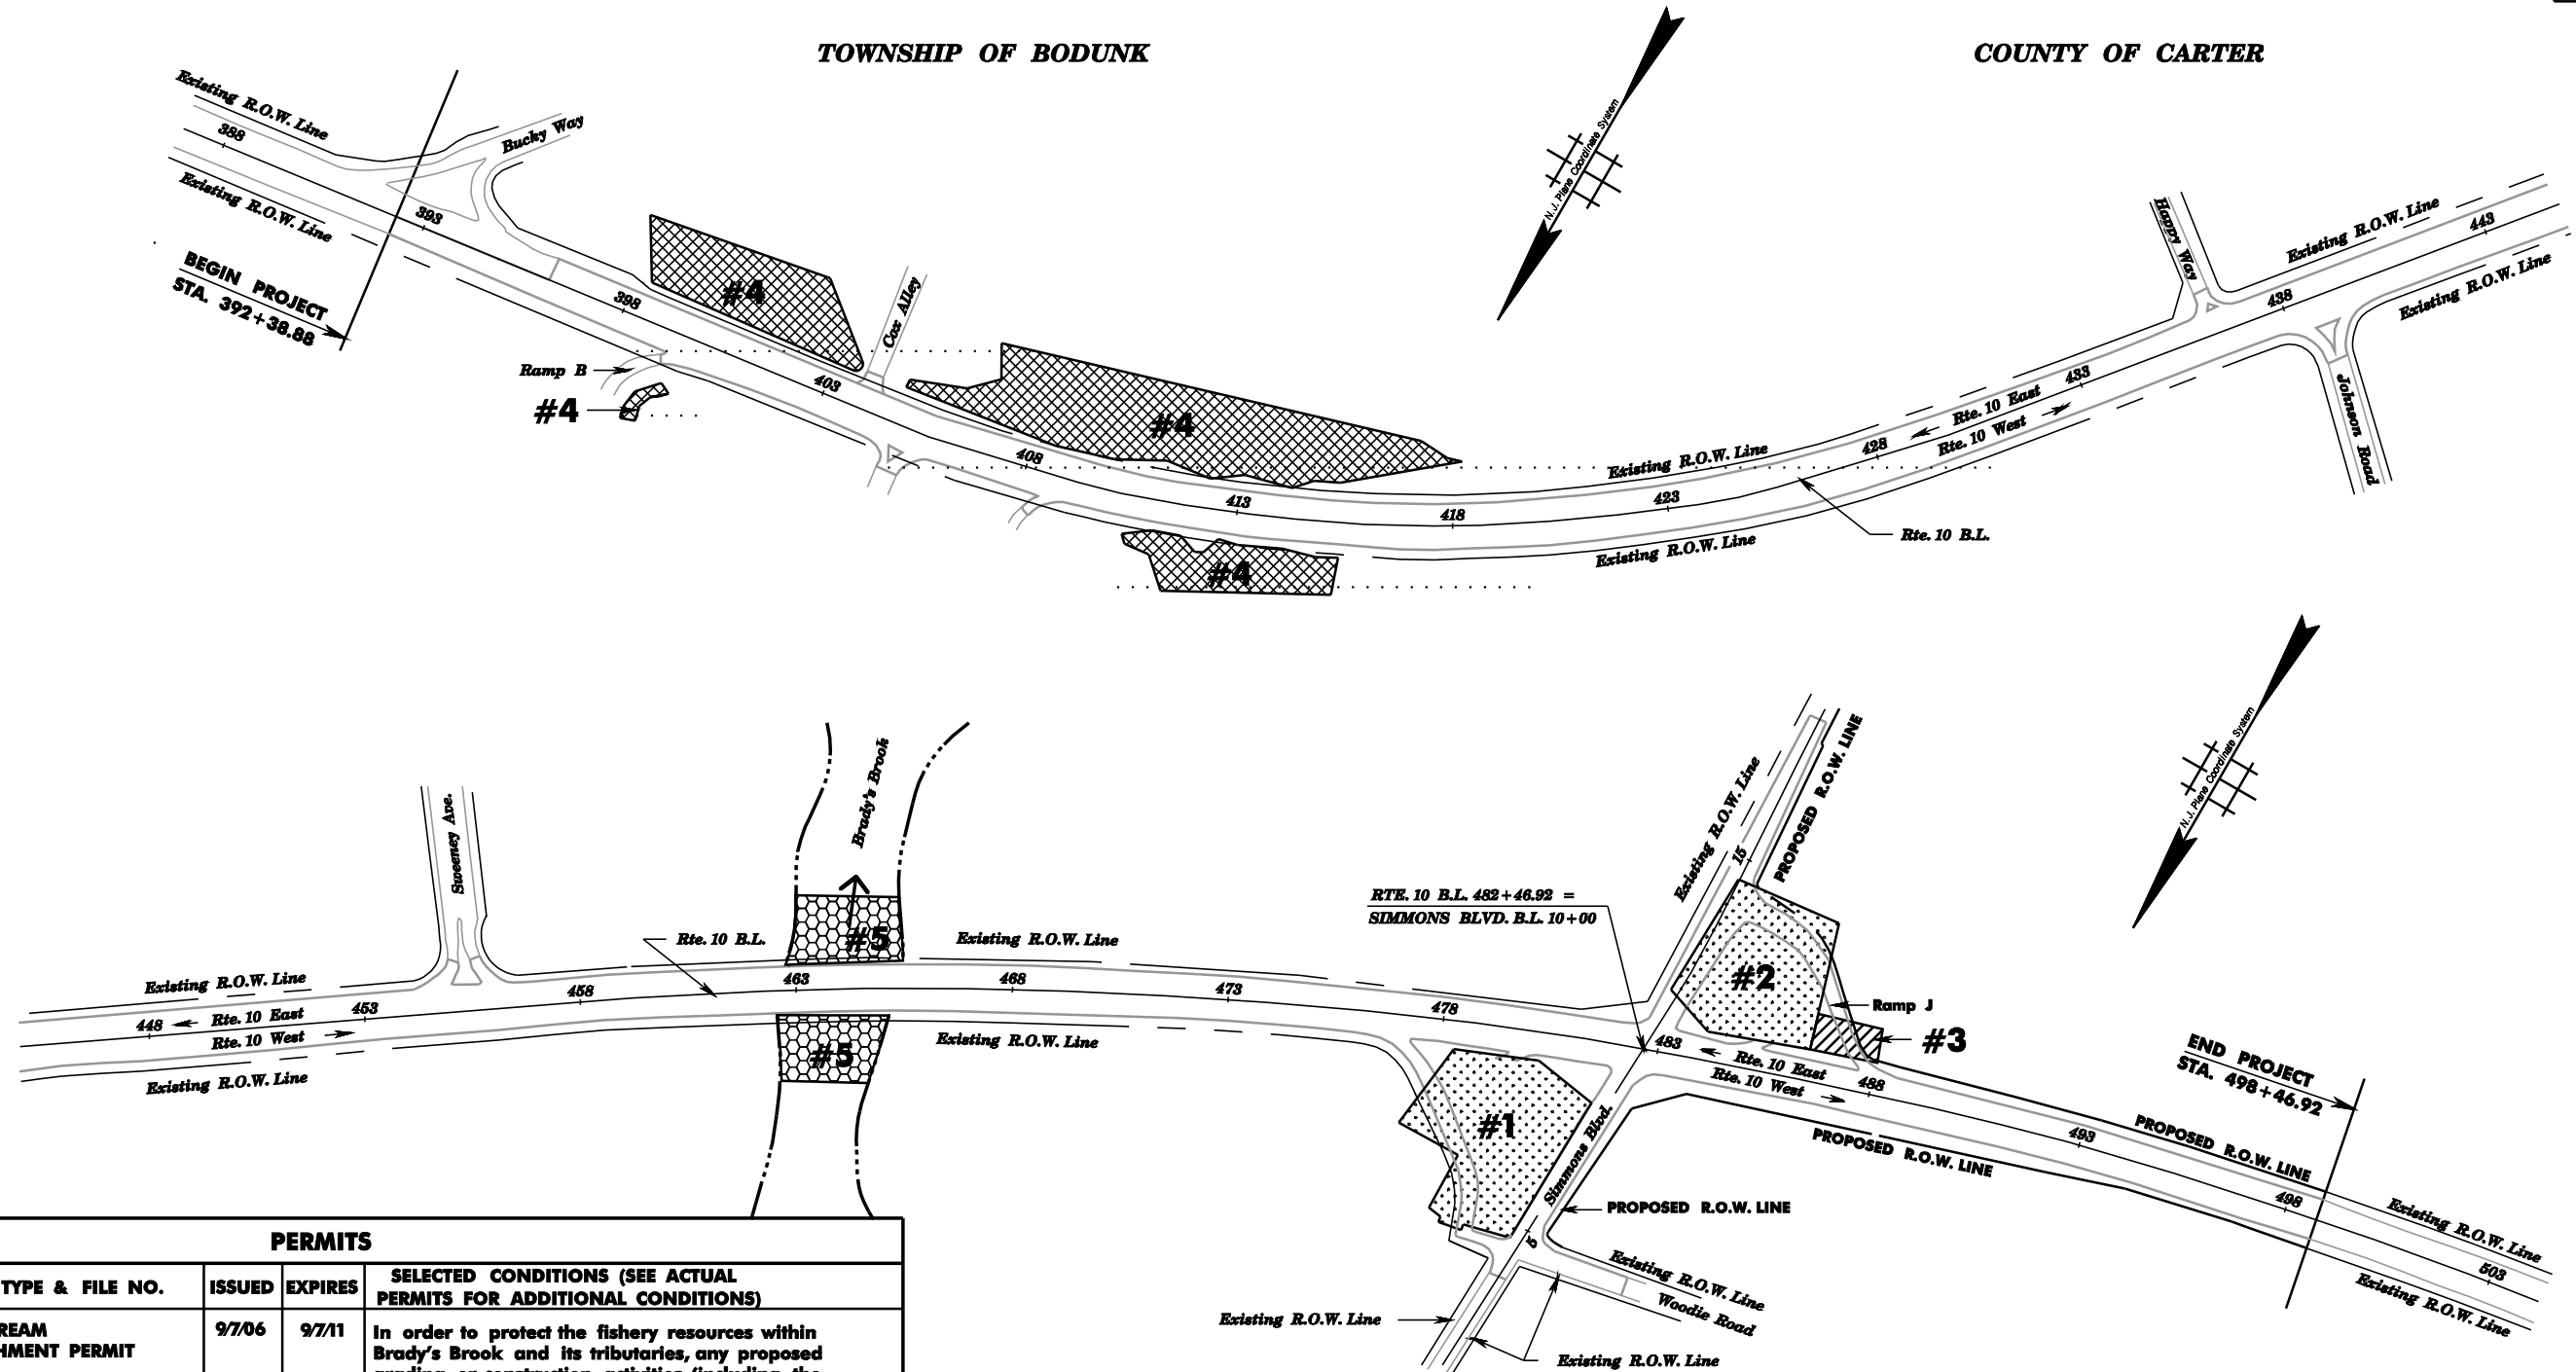 TOWNSHIP OF BODUNK
COUNTY OF CARTER
Existing R.O.W. Line
388
Existing R.O.W. Line
393
Bucky Way
BEGIN PROJECT
STA. 392+38.88
398
#4
Cox Alley
Ramp B
#4
403
#4
408
413
#4
418
423
Existing R.O.W. Line
Existing R.O.W. Line
428
Rte. 10 East
Rte. 10 West
433
Rte. 10 B.L.
N.J. Plane Coordinate System
Happy Way
438
Existing R.O.W. Line
443
Existing R.O.W. Line
Johnson Road
N.J. Plane Coordinate System
Sweeney Ave.
Brady's Brook
Existing R.O.W. Line
448
Rte. 10 East
453
Rte. 10 West
Existing R.O.W. Line
458
Rte. 10 B.L.
#5
463
#5
Existing R.O.W. Line
468
473
Existing R.O.W. Line
478
RTE. 10 B.L. 482+46.92 =
SIMMONS BLVD. B.L. 10+00
Existing R.O.W. Line
15
PROPOSED R.O.W. LINE
#2
Ramp J
#3
483
Rte. 10 East
488
Rte. 10 West
#1
Simmons Blvd.
PROPOSED R.O.W. LINE
PROPOSED R.O.W. LINE
5
Existing R.O.W. Line
Woodie Road
Existing R.O.W. Line
Existing R.O.W. Line
493
PROPOSED R.O.W. LINE
END PROJECT
STA. 498+46.92
498
Existing R.O.W. Line
503
Existing R.O.W. Line
PERMITS
TYPE & FILE NO.
ISSUED
EXPIRES
SELECTED CONDITIONS (SEE ACTUAL
PERMITS FOR ADDITIONAL CONDITIONS)
REAM
HMENT PERMIT
9/7/06
9/7/11
In order to protect the fishery resources within
Brady's Brook and its tributaries, any proposed